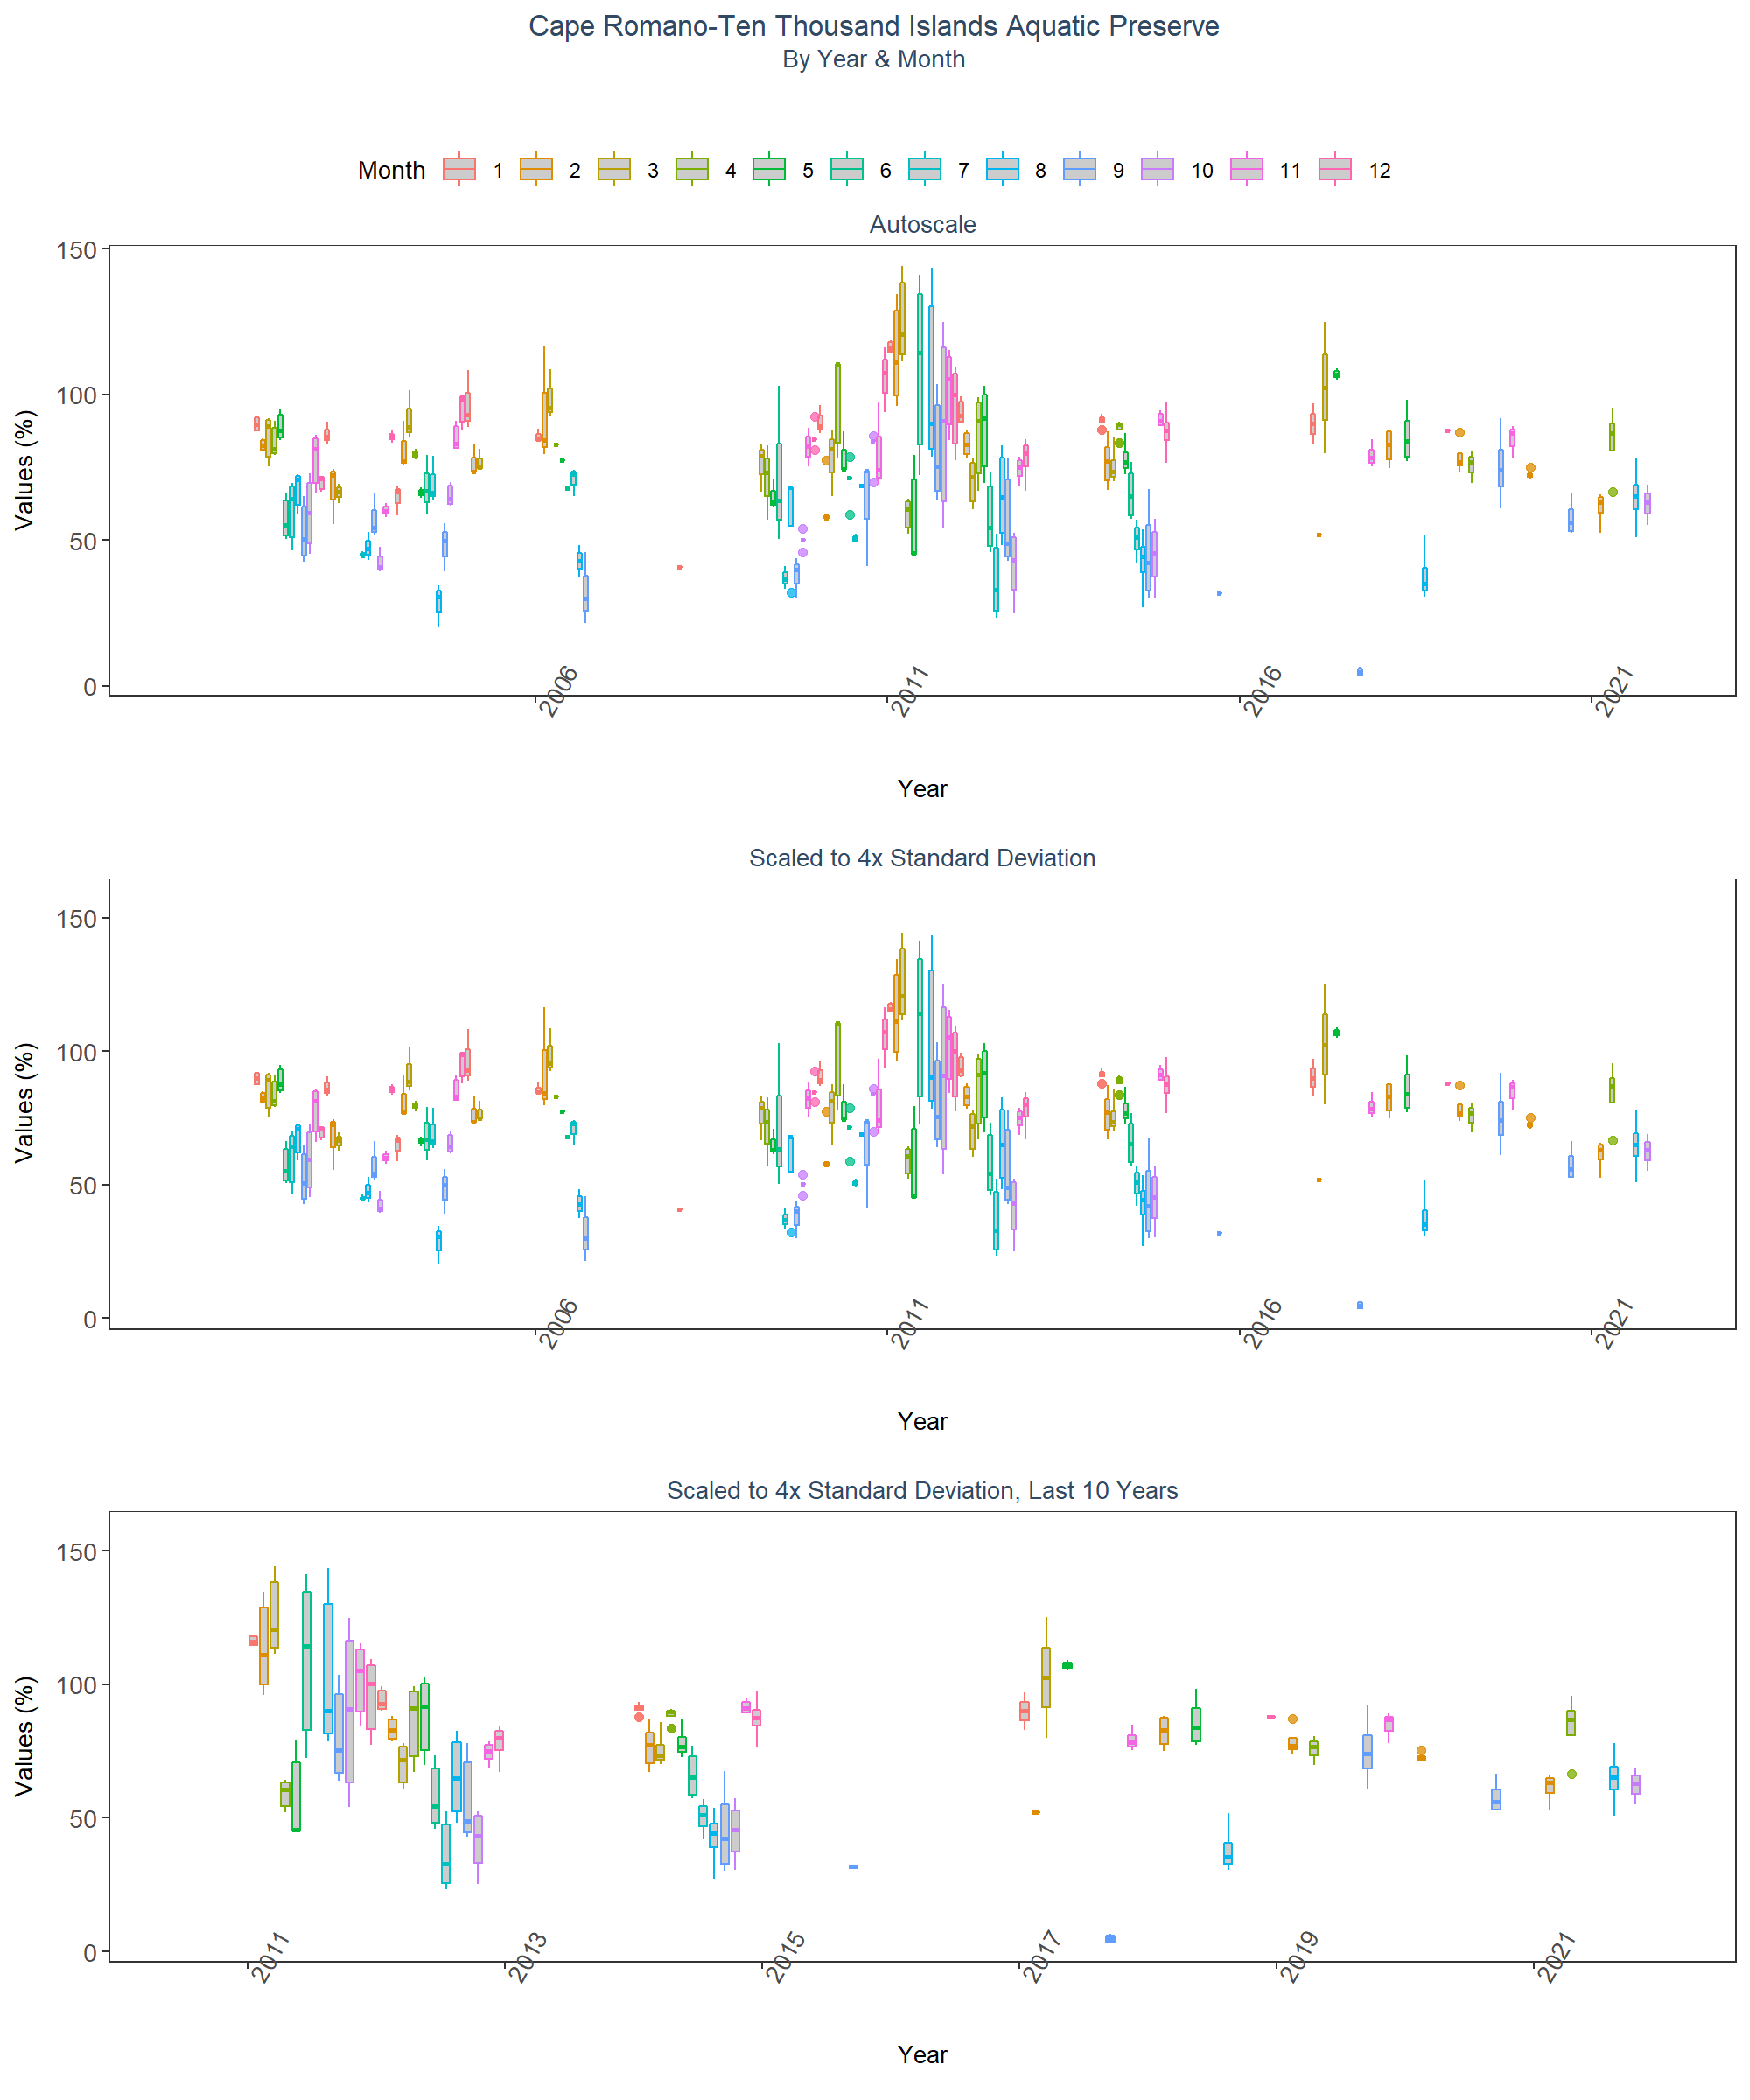 Cape Romano-Ten Thousand Islands Aquatic Preserve
By Year & Month
Month 1 2 3 4 5 6 7 8 9 10 11 12
Autoscale
150
100
50
0
Values (%)
2006 2011 2016 2021
Year
Scaled to 4x Standard Deviation
150
100
50
0
Values (%)
2006 2011 2016 2021
Year
Scaled to 4x Standard Deviation, Last 10 Years
150
100
50
0
Values (%)
2011 2013 2015 2017 2019 2021
Year